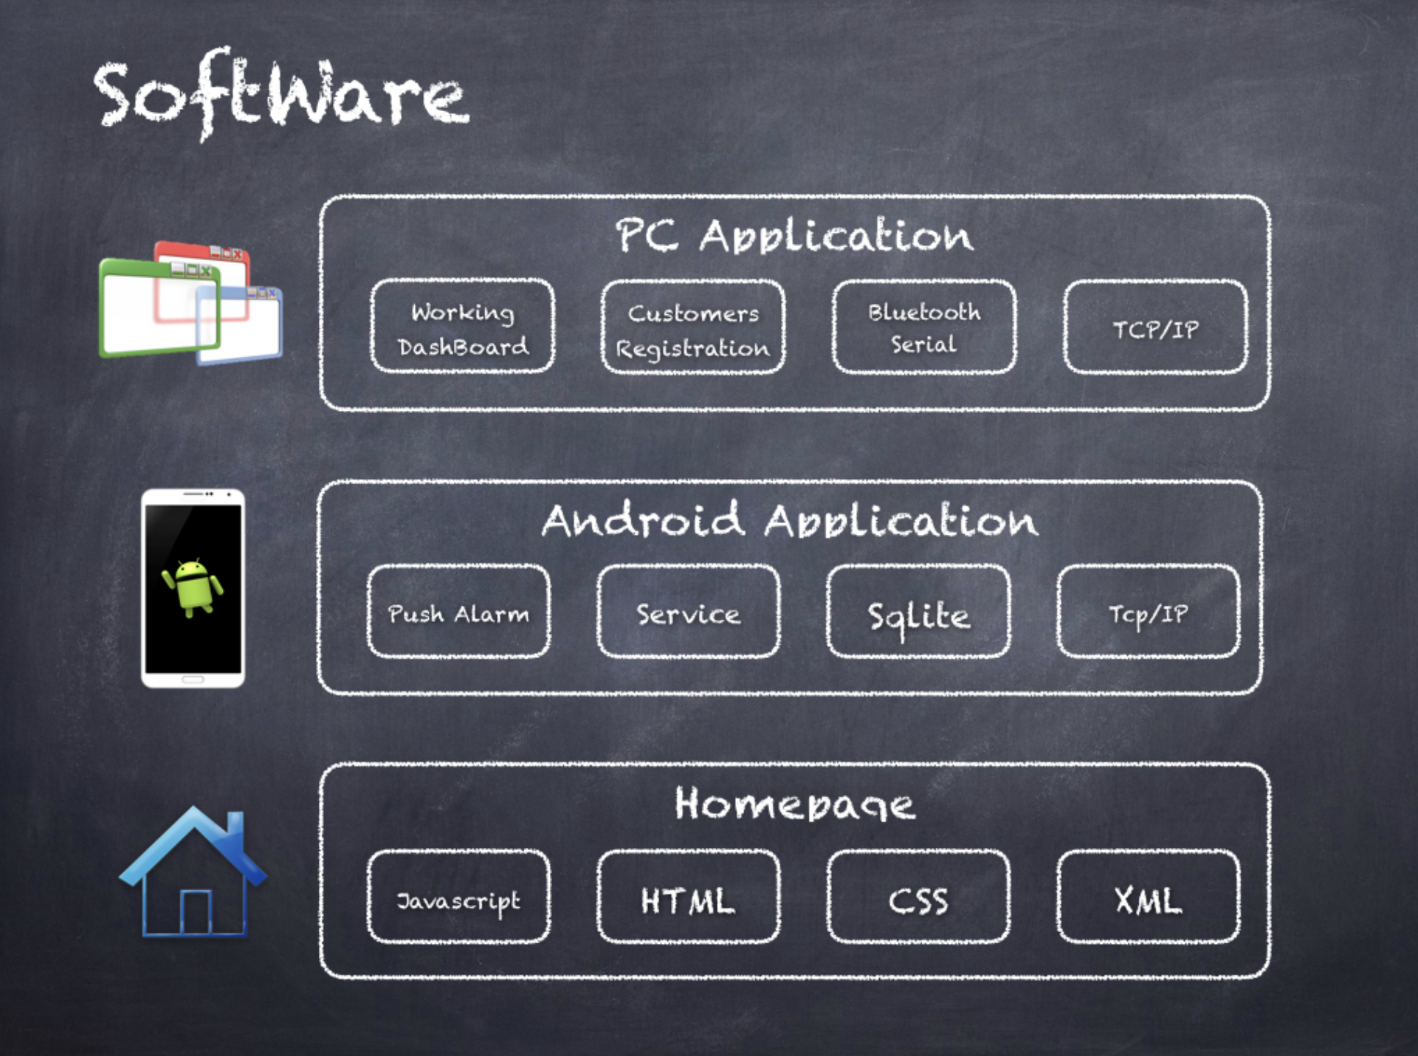 SoftWare
PC Application
Working
DashBoard
Customers
Registration
Bluetooth
Serial
TCP/IP
Android Application
Push Alarm
Service
Sqlite
Tcp/IP
Homepage
Javascript
HTML
CSS
XML